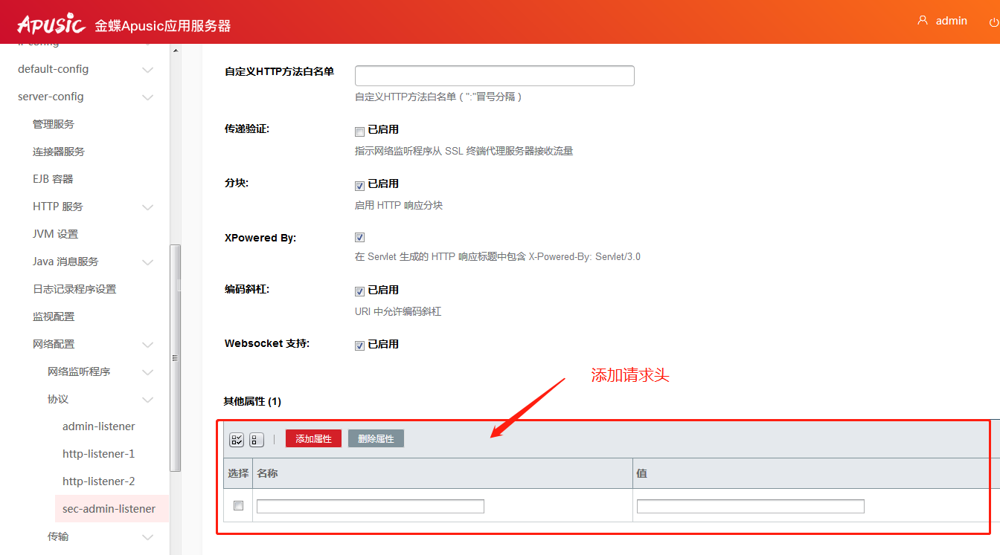 Apusic 金蝶Apusic应用服务器
admin
default-config
server-config
管理服务
连接器服务
EJB 容器
HTTP 服务
JVM 设置
Java 消息服务
日志记录程序设置
监视配置
网络配置
网络监听程序
协议
admin-listener
http-listener-1
http-listener-2
sec-admin-listener
传输
自定义HTTP方法白名单
自定义HTTP方法白名单（":"冒号分隔）
传递验证:
已启用
指示网络监听程序从 SSL 终端代理服务器接收流量
分块:
已启用
启用 HTTP 响应分块
XPowered By:
在 Servlet 生成的 HTTP 响应标题中包含 X-Powered-By: Servlet/3.0
编码斜杠:
已启用
URI 中允许编码斜杠
Websocket 支持:
已启用
添加请求头
其他属性 (1)
添加属性 删除属性
选择 名称 值